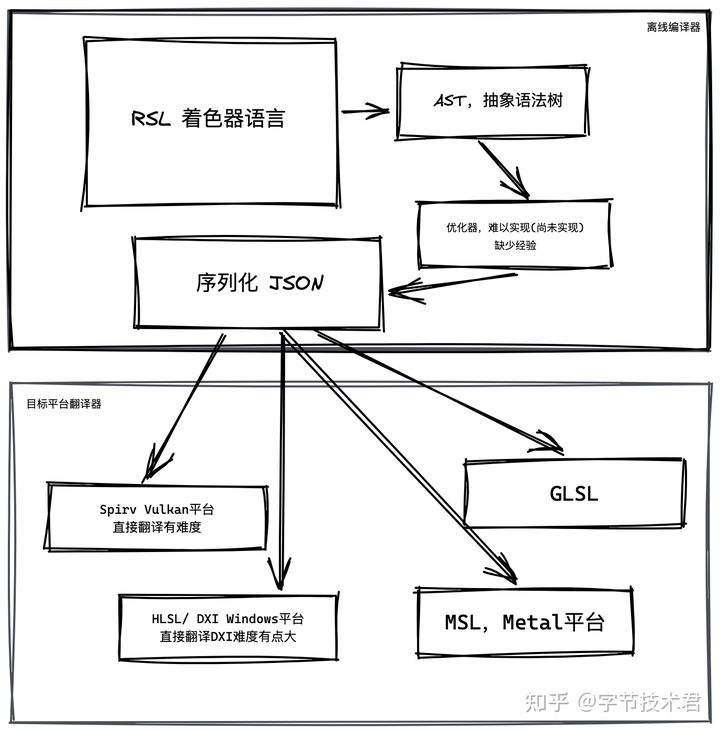 离线编译器
RSL 着色器语言
AST，抽象语法树
优化器，难以实现(尚未实现)
缺少经验
序列化 JSON
目标平台翻译器
GLSL
Spirv Vulkan平台
直接翻译有难度
HLSL/ DXI Windows平台
直接翻译DXI难度有点大
MSL，Metal平台
知乎 @字节技术君